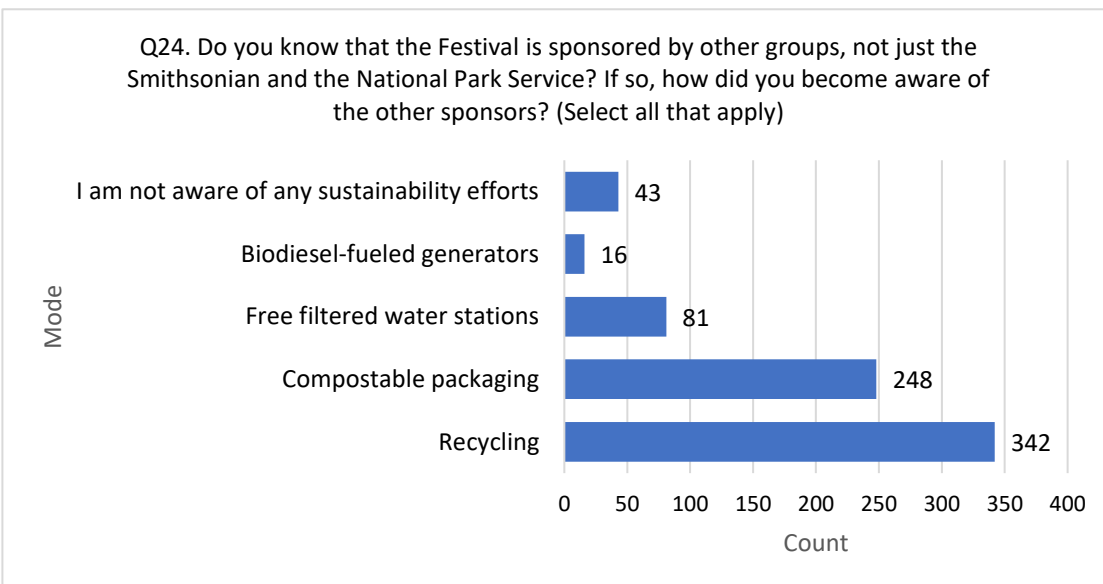 Q24. Do you know that the Festival is sponsored by other groups, not just the
Smithsonian and the National Park Service? If so, how did you become aware of
the other sponsors? (Select all that apply)
I am not aware of any sustainability efforts 43
Biodiesel-fueled generators 16
Free filtered water stations 81
Compostable packaging 248
Recycling 342
Mode
0 50 100 150 200 250 300 350 400
Count